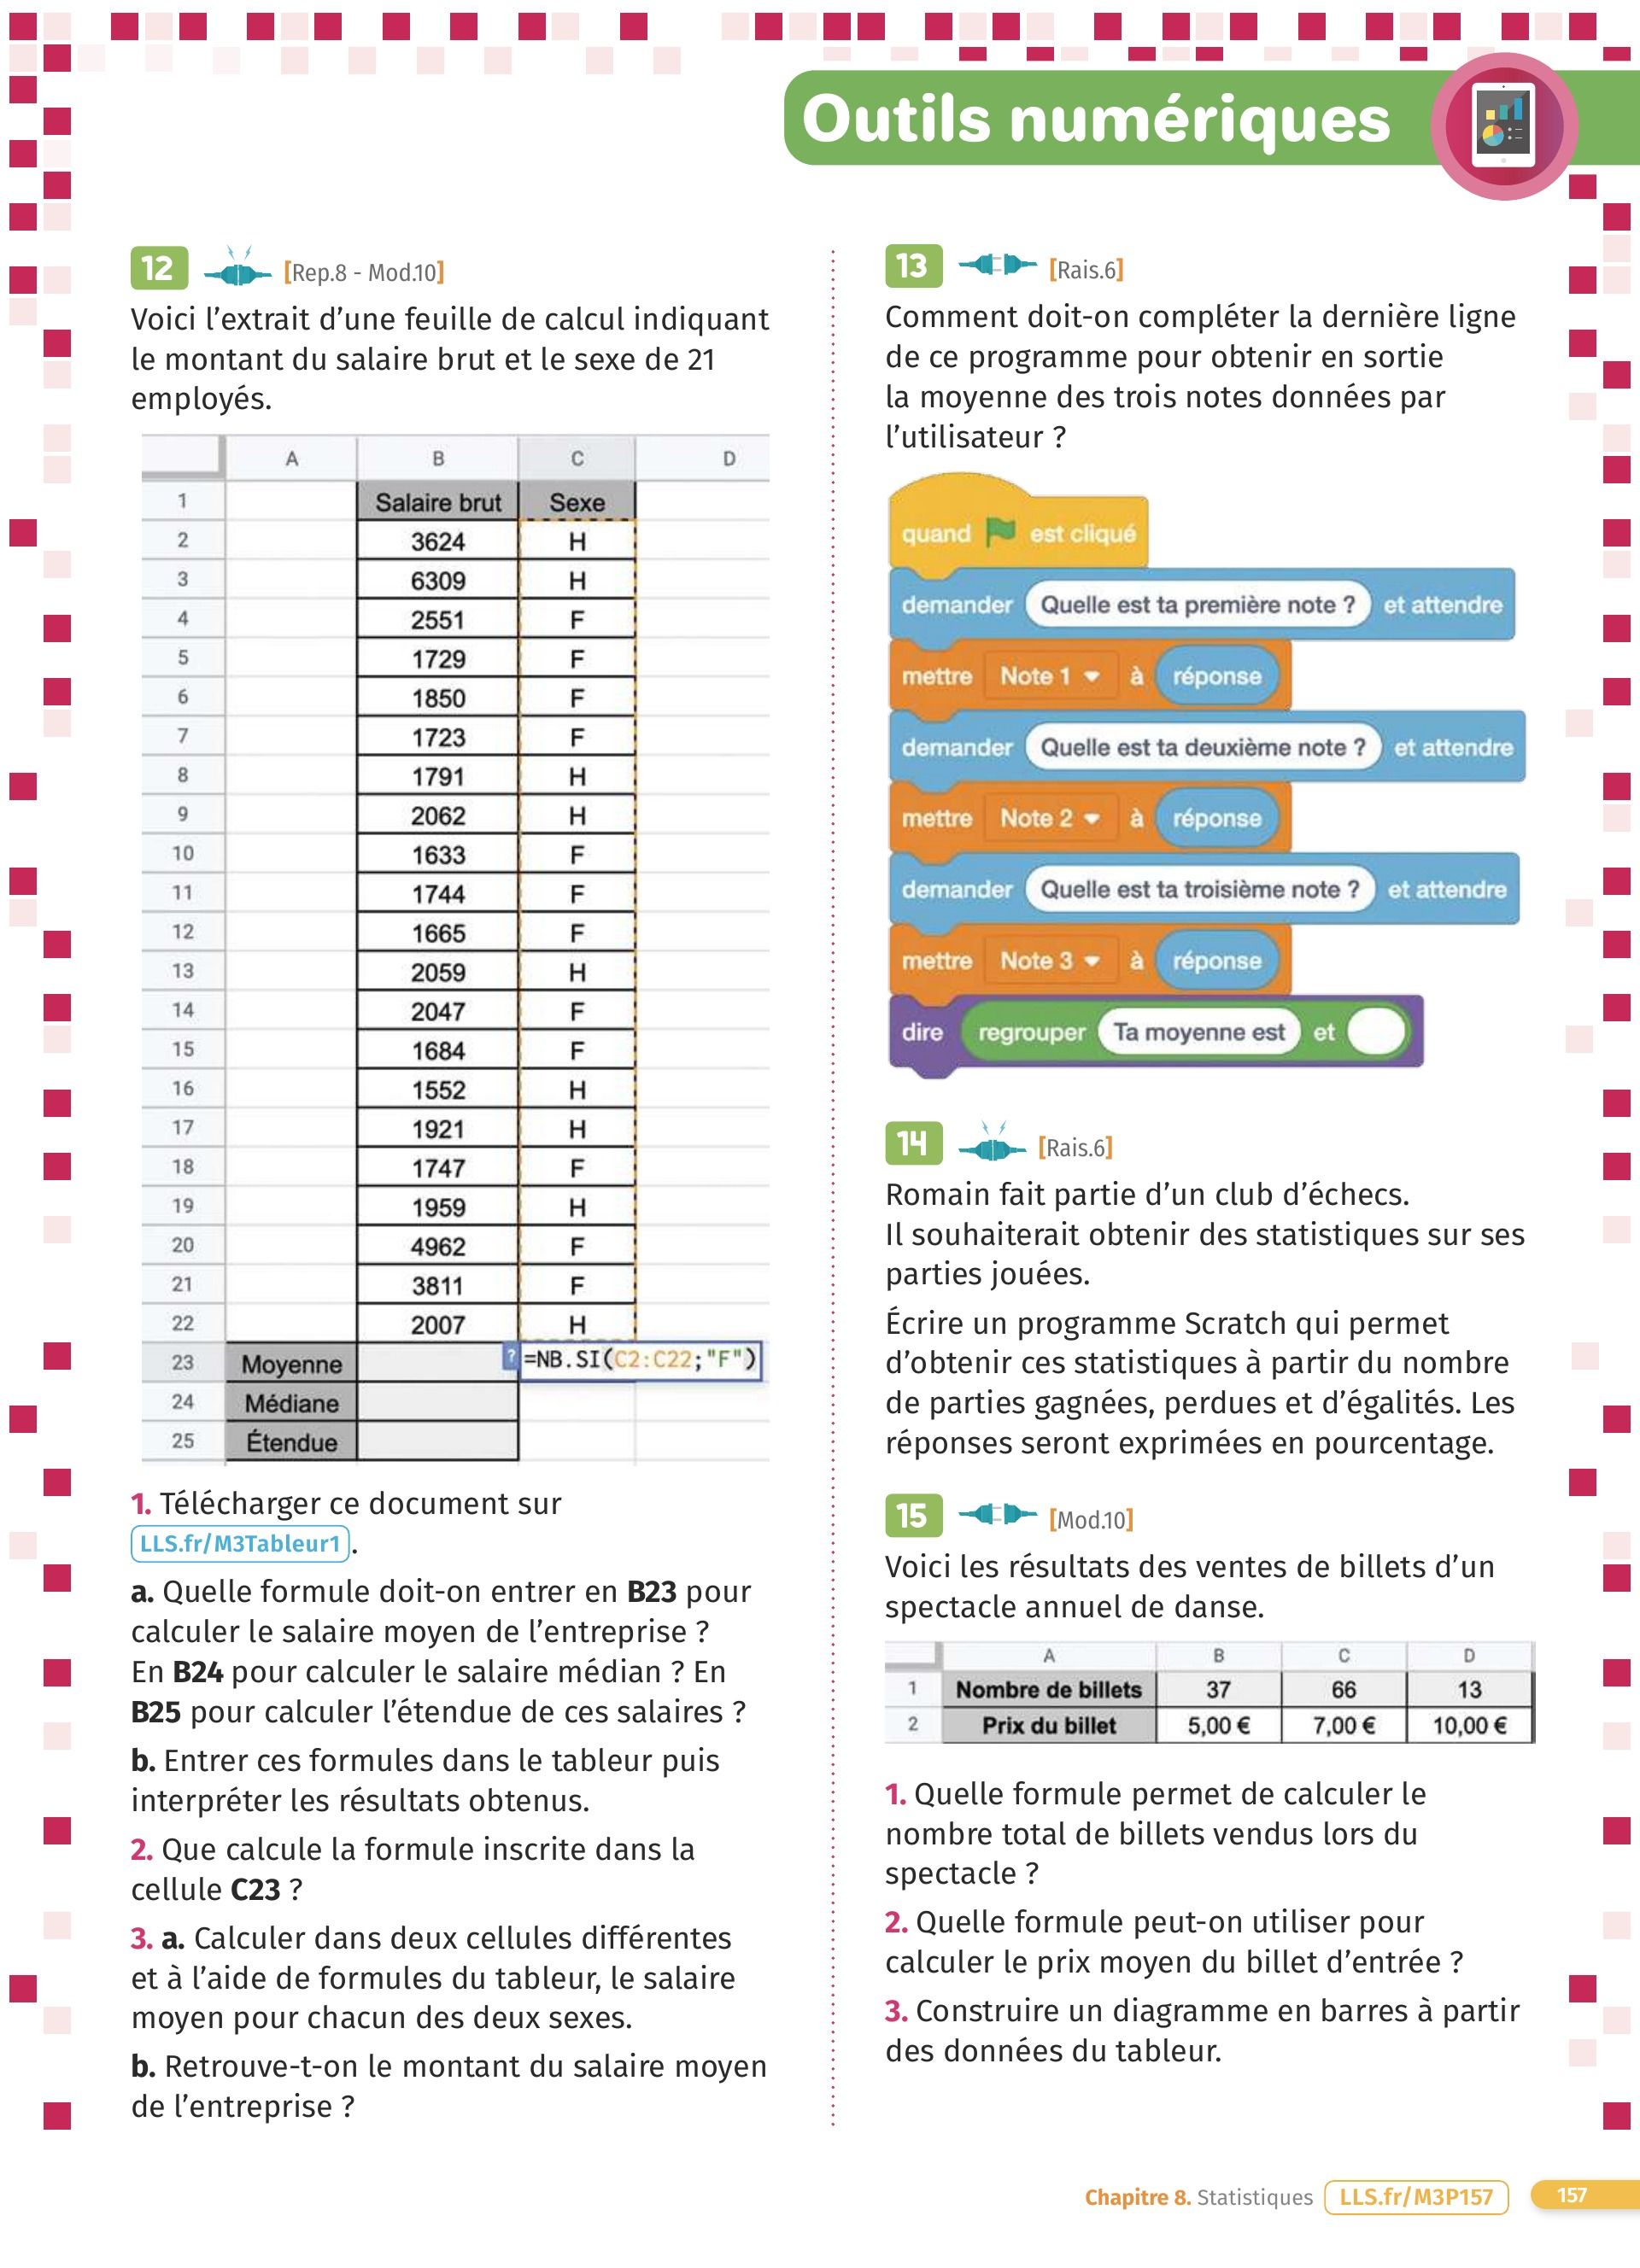 Outils numériques
12 [Rep.8 - Mod.10]
Voici l’extrait d’une feuille de calcul indiquant
le montant du salaire brut et le sexe de 21
employés.
A B C D
1 Salaire brut Sexe
2 3624 H
3 6309 H
4 2551 F
5 1729 F
6 1850 F
7 1723 F
8 1791 H
9 2062 H
10 1633 F
11 1744 F
12 1665 F
13 2059 H
14 2047 F
15 1684 F
16 1552 H
17 1921 H
18 1747 F
19 1959 H
20 4962 F
21 3811 F
22 2007 H
23 Moyenne ? =NB.SI(C2:C22;"F")
24 Médiane
25 Étendue
1. Télécharger ce document sur
LLS.fr/M3Tableur1 .
a. Quelle formule doit-on entrer en B23 pour
calculer le salaire moyen de l’entreprise ?
En B24 pour calculer le salaire médian ? En
B25 pour calculer l’étendue de ces salaires ?
b. Entrer ces formules dans le tableur puis
interpréter les résultats obtenus.
2. Que calcule la formule inscrite dans la
cellule C23 ?
3. a. Calculer dans deux cellules différentes
et à l’aide de formules du tableur, le salaire
moyen pour chacun des deux sexes.
b. Retrouve-t-on le montant du salaire moyen
de l’entreprise ?
13 [Rais.6]
Comment doit-on compléter la dernière ligne
de ce programme pour obtenir en sortie
la moyenne des trois notes données par
l’utilisateur ?
quand est cliqué
demander Quelle est ta première note ? et attendre
mettre Note 1 à réponse
demander Quelle est ta deuxième note ? et attendre
mettre Note 2 à réponse
demander Quelle est ta troisième note ? et attendre
mettre Note 3 à réponse
dire regrouper Ta moyenne est et
14 [Rais.6]
Romain fait partie d’un club d’échecs.
Il souhaiterait obtenir des statistiques sur ses
parties jouées.
Écrire un programme Scratch qui permet
d’obtenir ces statistiques à partir du nombre
de parties gagnées, perdues et d’égalités. Les
réponses seront exprimées en pourcentage.
15 [Mod.10]
Voici les résultats des ventes de billets d’un
spectacle annuel de danse.
A B C D
1 Nombre de billets 37 66 13
2 Prix du billet 5,00 € 7,00 € 10,00 €
1. Quelle formule permet de calculer le
nombre total de billets vendus lors du
spectacle ?
2. Quelle formule peut-on utiliser pour
calculer le prix moyen du billet d’entrée ?
3. Construire un diagramme en barres à partir
des données du tableur.
Chapitre 8. Statistiques LLS.fr/M3P157 157